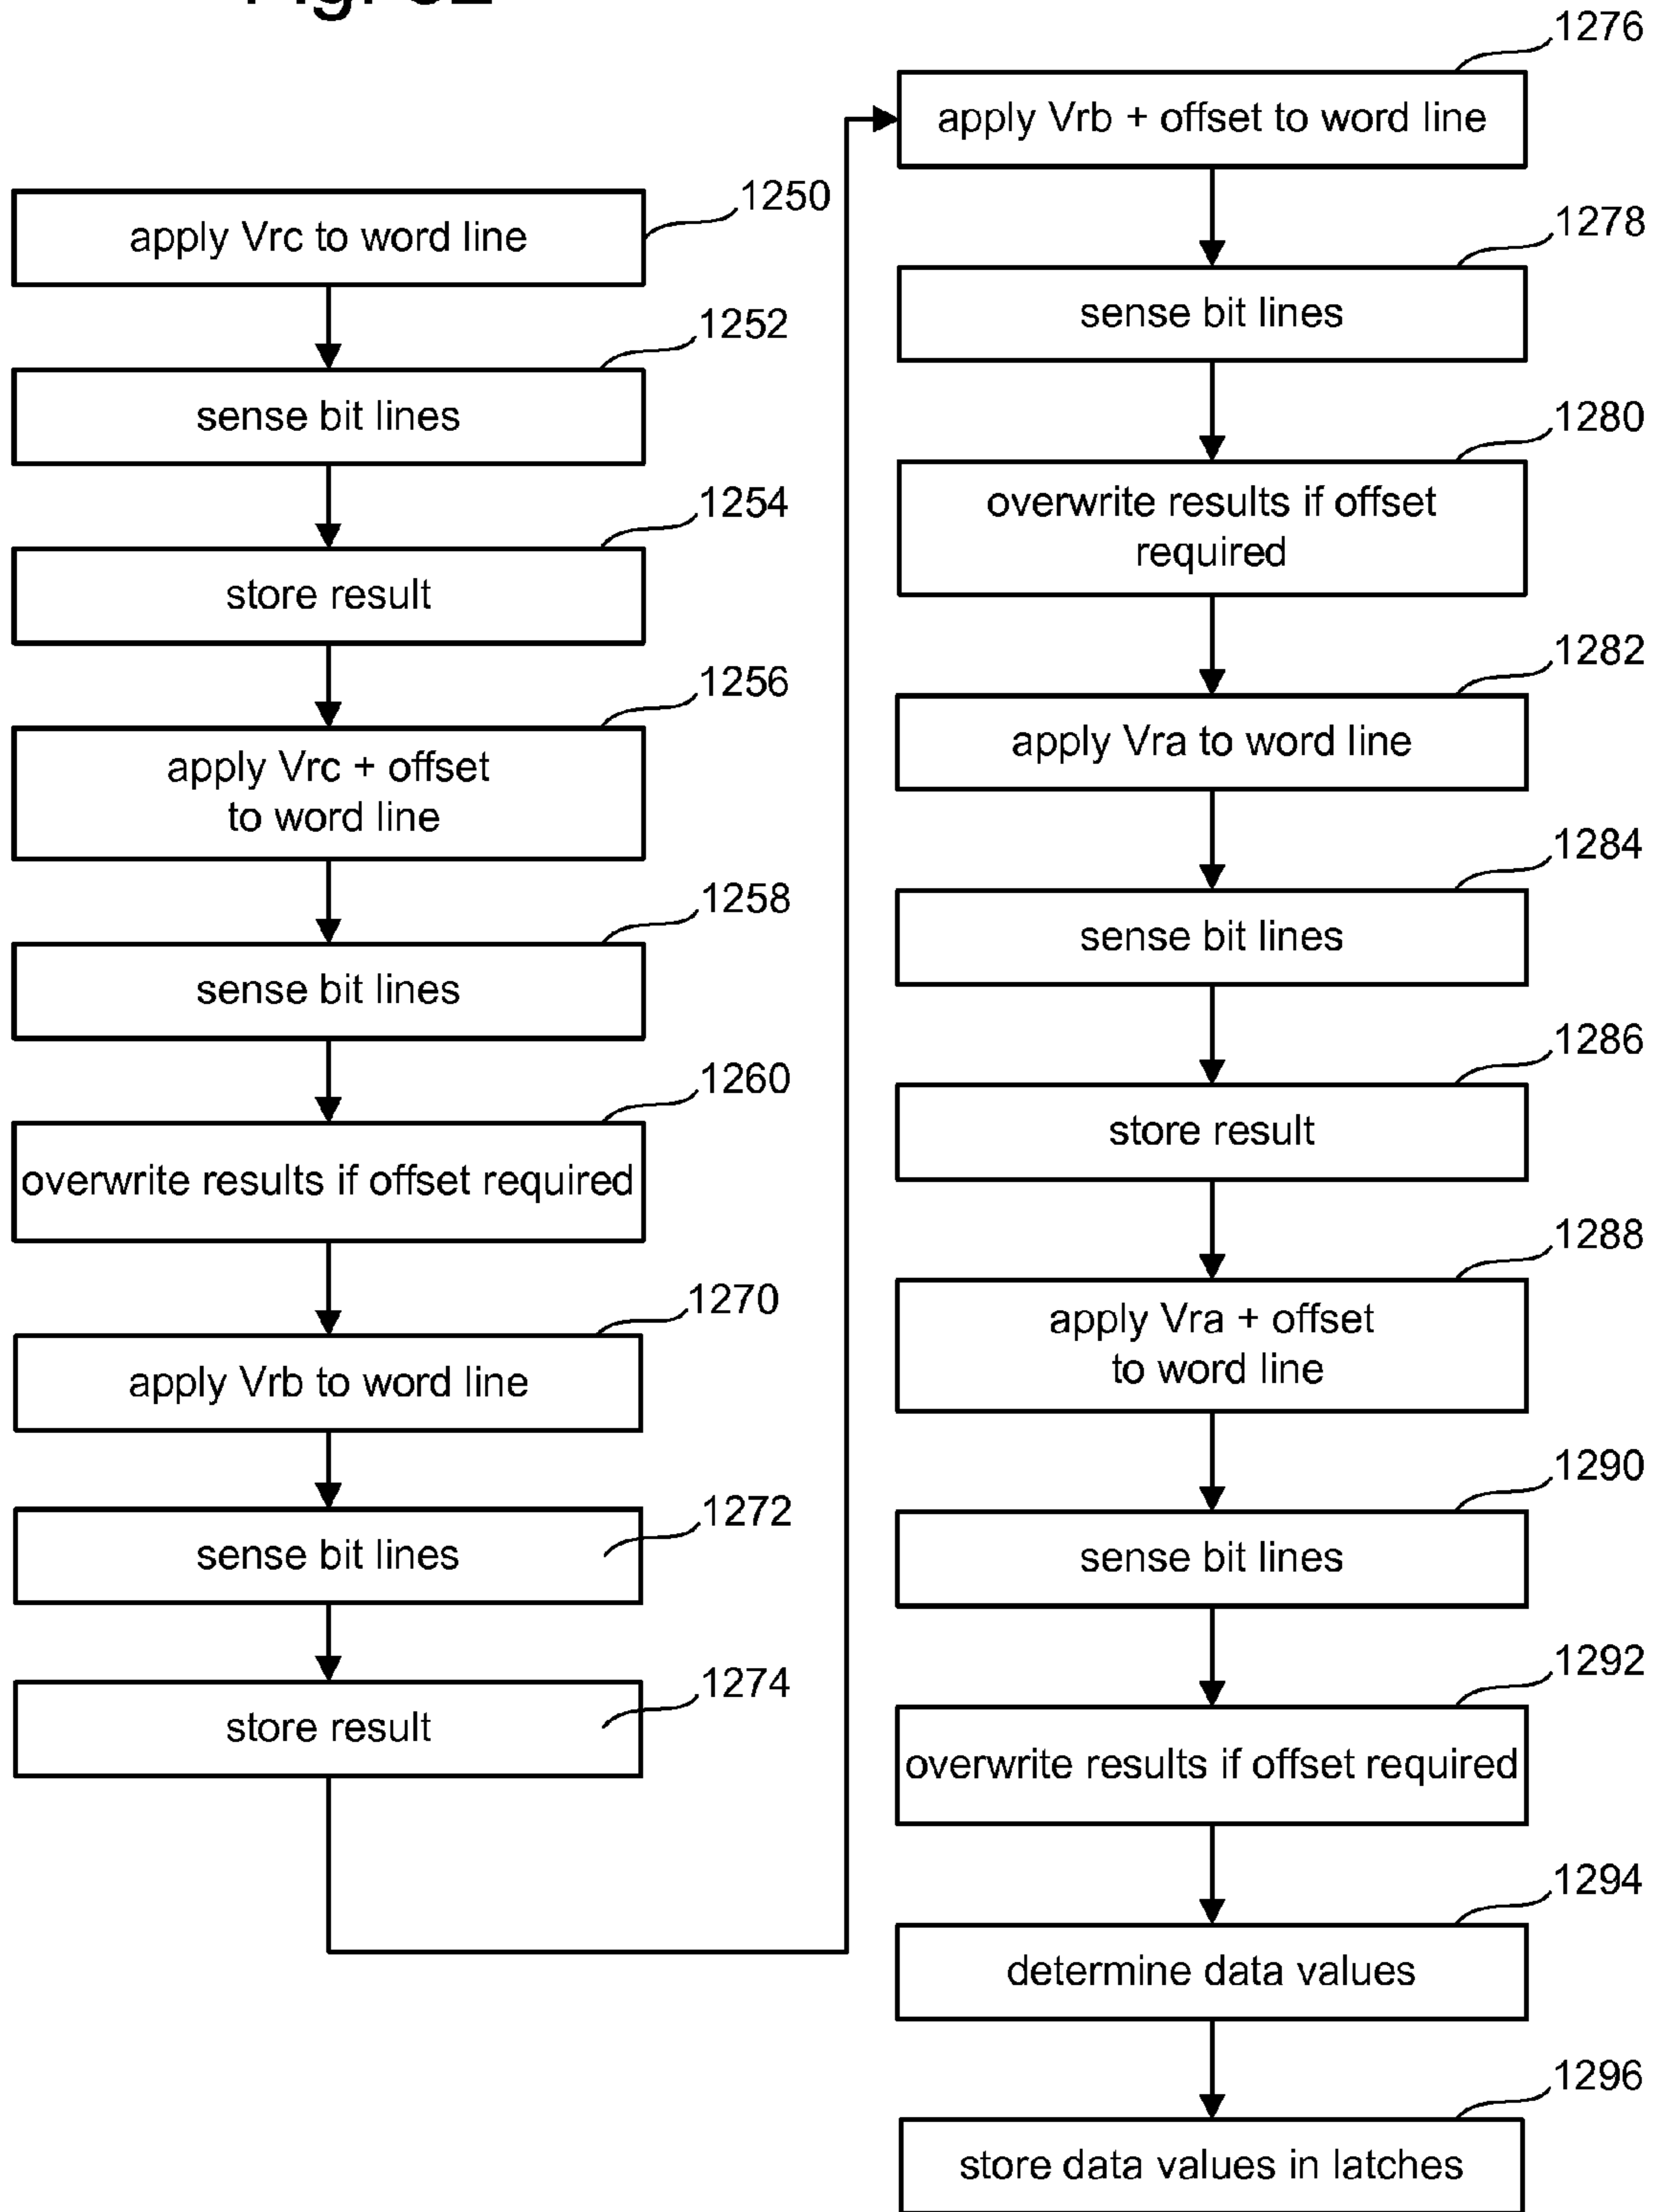 1250
apply Vrc to word line
1252
sense bit lines
1254
store result
1256
apply Vrc + offset
to word line
1258
sense bit lines
1260
overwrite results if offset required
1270
apply Vrb to word line
1272
sense bit lines
1274
store result
1276
apply Vrb + offset to word line
1278
sense bit lines
1280
overwrite results if offset
required
1282
apply Vra to word line
1284
sense bit lines
1286
store result
1288
apply Vra + offset
to word line
1290
sense bit lines
1292
overwrite results if offset required
1294
determine data values
1296
store data values in latches